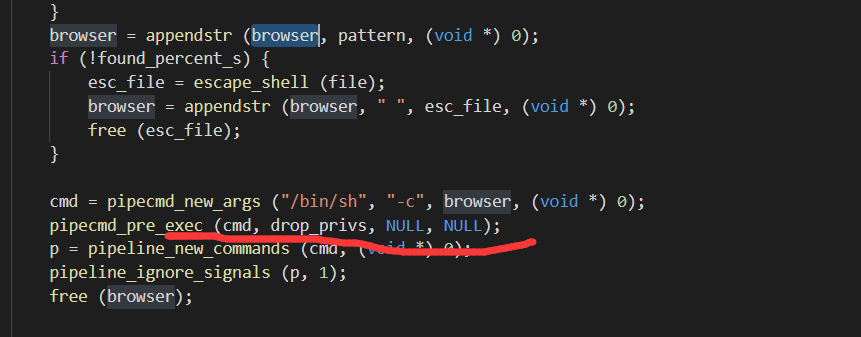 }
browser = appendstr (browser, pattern, (void *) 0);
if (!found_percent_s) {
esc_file = escape_shell (file);
browser = appendstr (browser, " ", esc_file, (void *) 0);
free (esc_file);
}
cmd = pipecmd_new_args ("/bin/sh", "-c", browser, (void *) 0);
pipecmd_pre_exec (cmd, drop_privs, NULL, NULL);
p = pipeline_new_commands (cmd, (void *) 0);
pipeline_ignore_signals (p, 1);
free (browser);